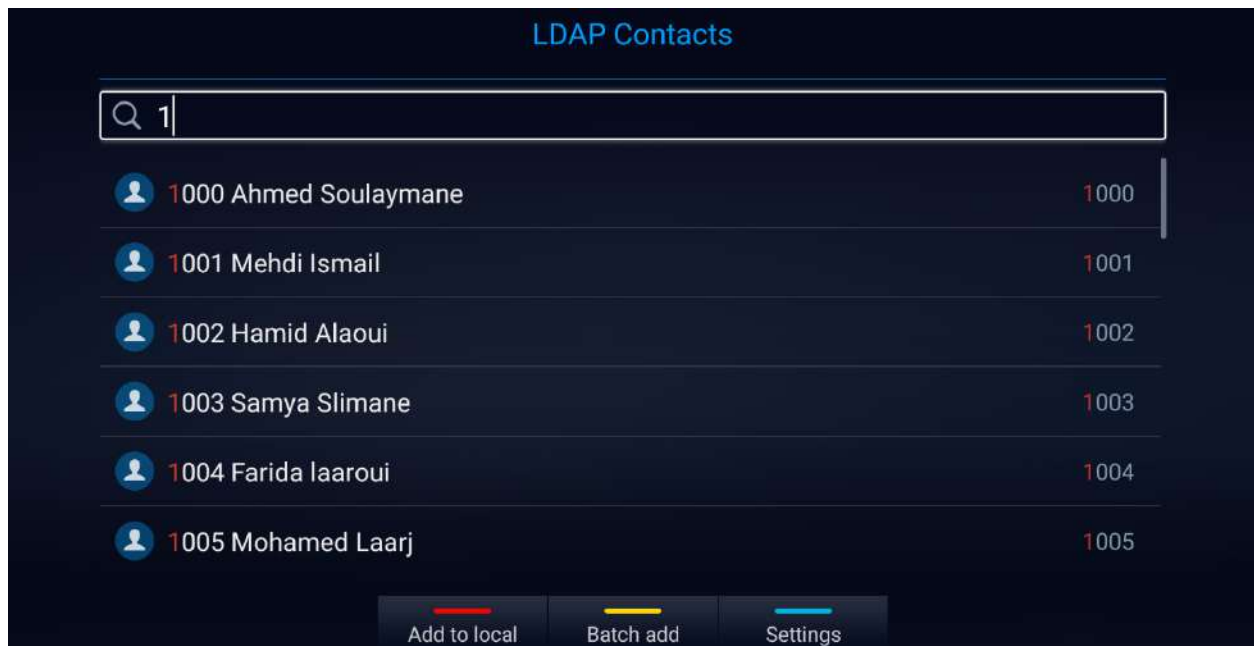 LDAP Contacts
1
1000 Ahmed Soulaymane 1000
1001 Mehdi Ismail 1001
1002 Hamid Alaoui 1002
1003 Samya Slimane 1003
1004 Farida laaroui 1004
1005 Mohamed Laarj 1005
Add to local Batch add Settings